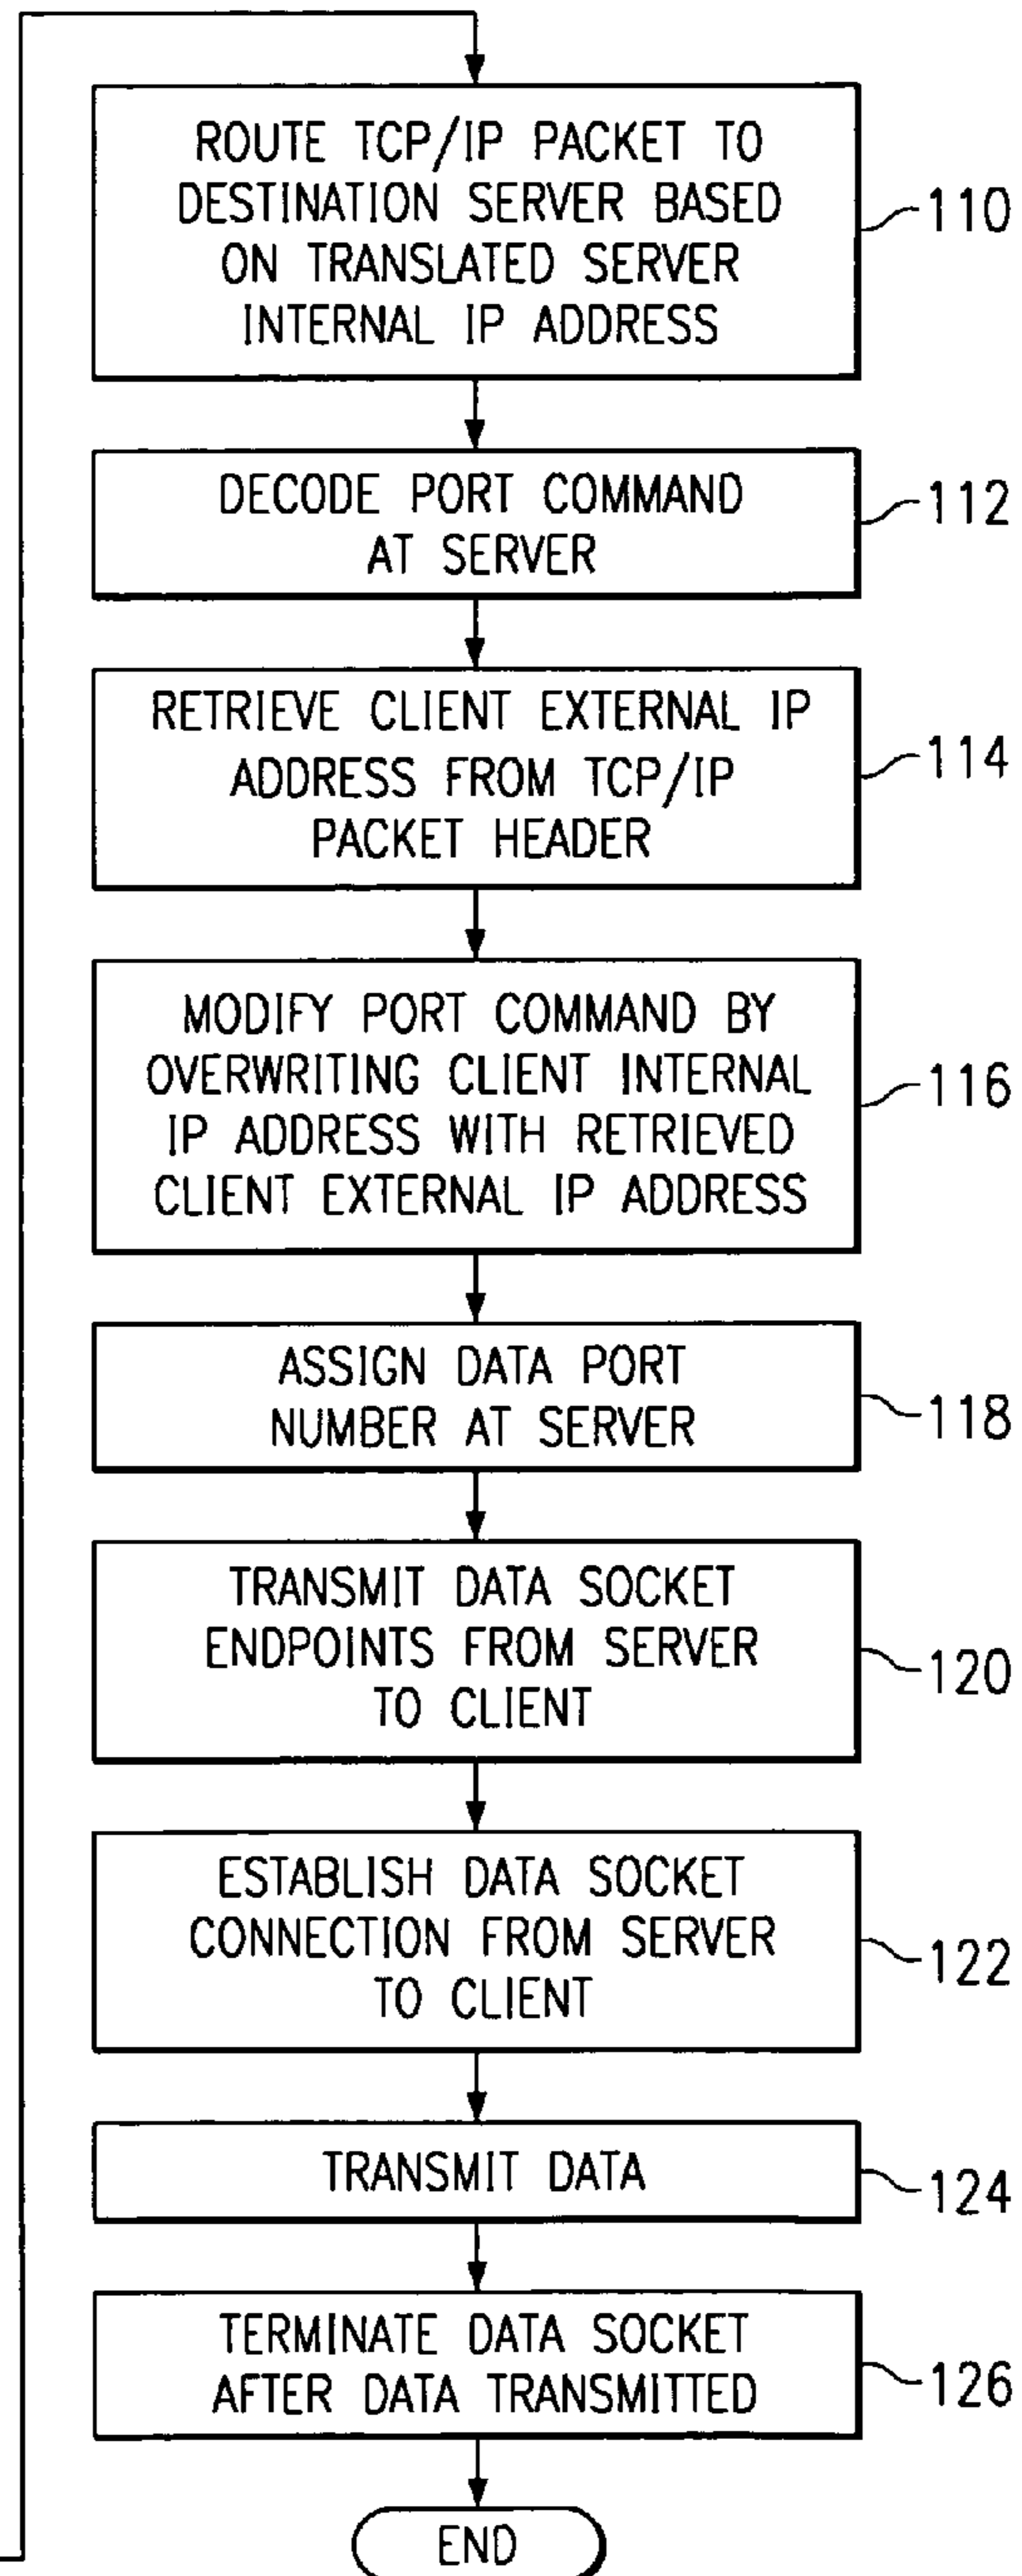 ROUTE TCP/IP PACKET TO
DESTINATION SERVER BASED
ON TRANSLATED SERVER
INTERNAL IP ADDRESS
110
DECODE PORT COMMAND
AT SERVER
112
RETRIEVE CLIENT EXTERNAL IP
ADDRESS FROM TCP/IP
PACKET HEADER
114
MODIFY PORT COMMAND BY
OVERWRITING CLIENT INTERNAL
IP ADDRESS WITH RETRIEVED
CLIENT EXTERNAL IP ADDRESS
116
ASSIGN DATA PORT
NUMBER AT SERVER
118
TRANSMIT DATA SOCKET
ENDPOINTS FROM SERVER
TO CLIENT
120
ESTABLISH DATA SOCKET
CONNECTION FROM SERVER
TO CLIENT
122
TRANSMIT DATA
124
TERMINATE DATA SOCKET
AFTER DATA TRANSMITTED
126
END